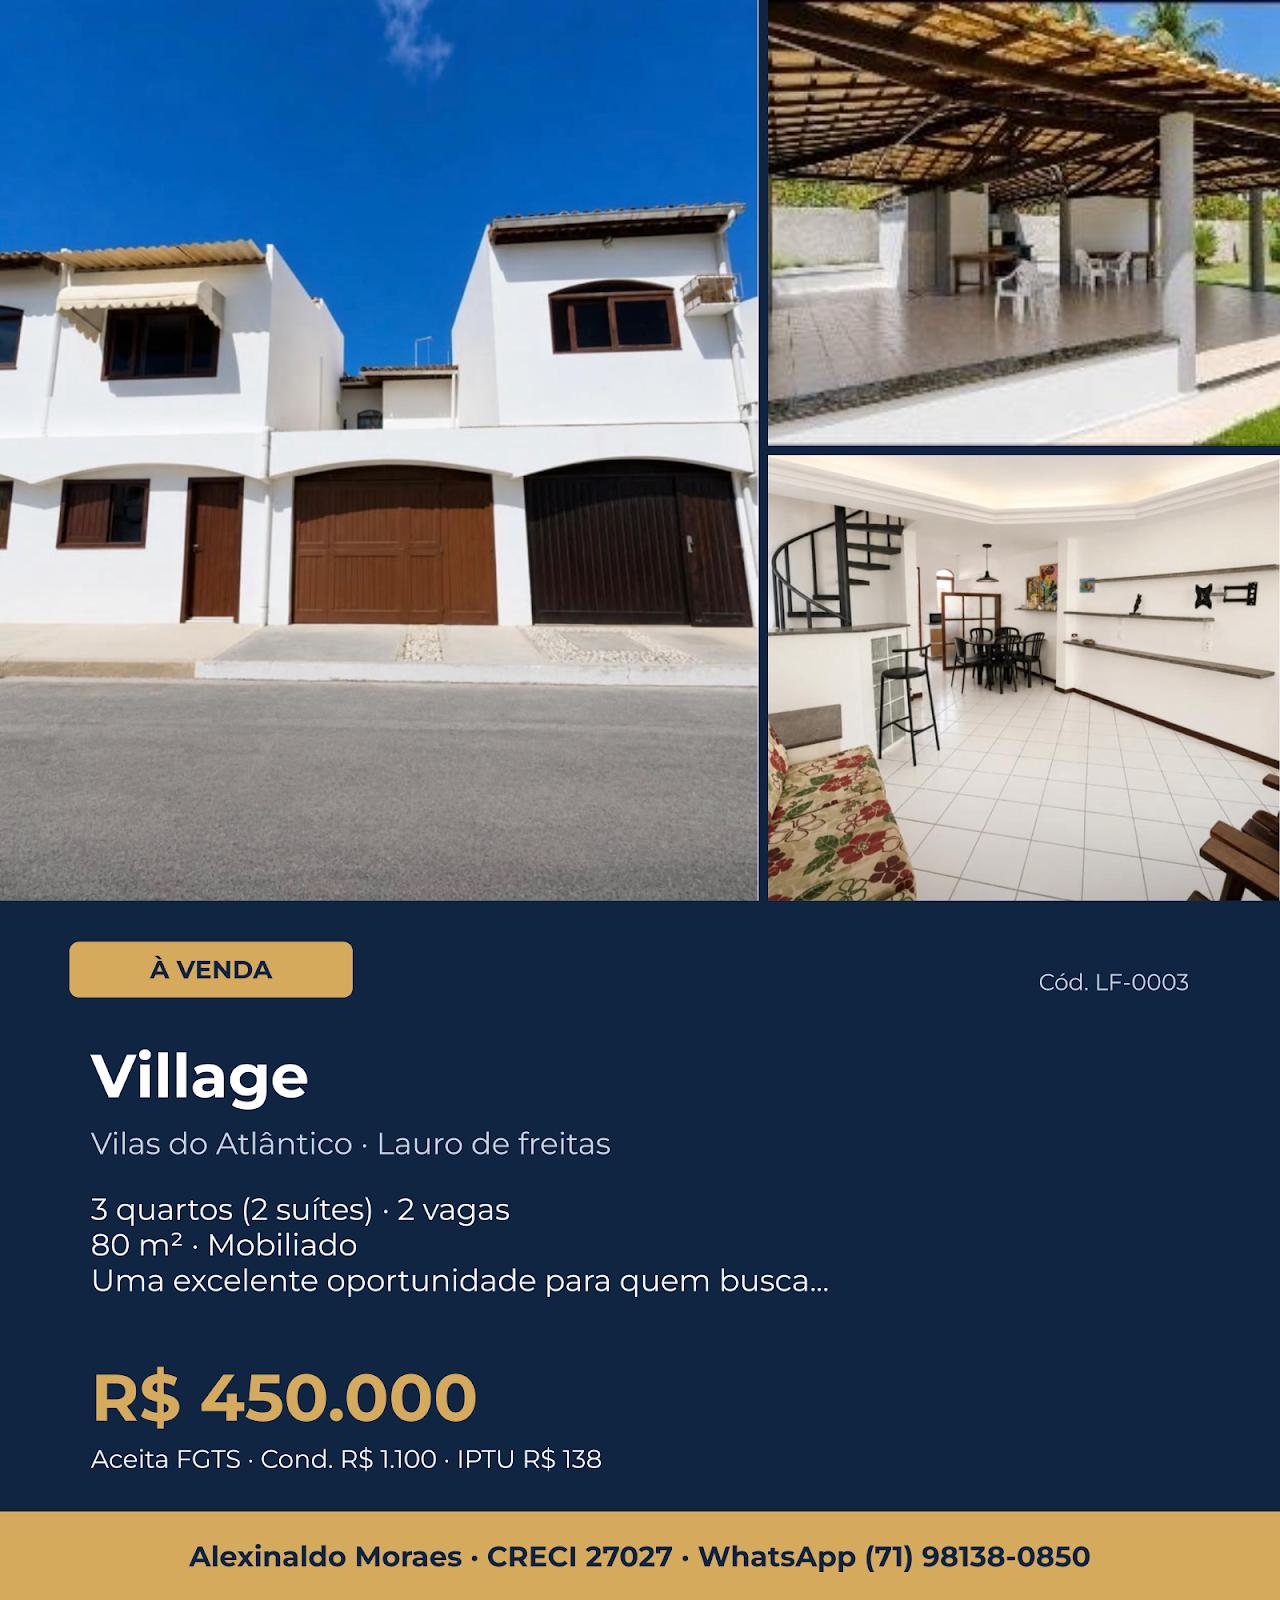 À VENDA
Cód. LF-0003
Village
Vilas do Atlântico · Lauro de freitas
3 quartos (2 suítes) · 2 vagas
80 m² · Mobiliado
Uma excelente oportunidade para quem busca...
R$ 450.000
Aceita FGTS · Cond. R$ 1.100 · IPTU R$ 138
Alexinaldo Moraes · CRECI 27027 · WhatsApp (71) 98138-0850